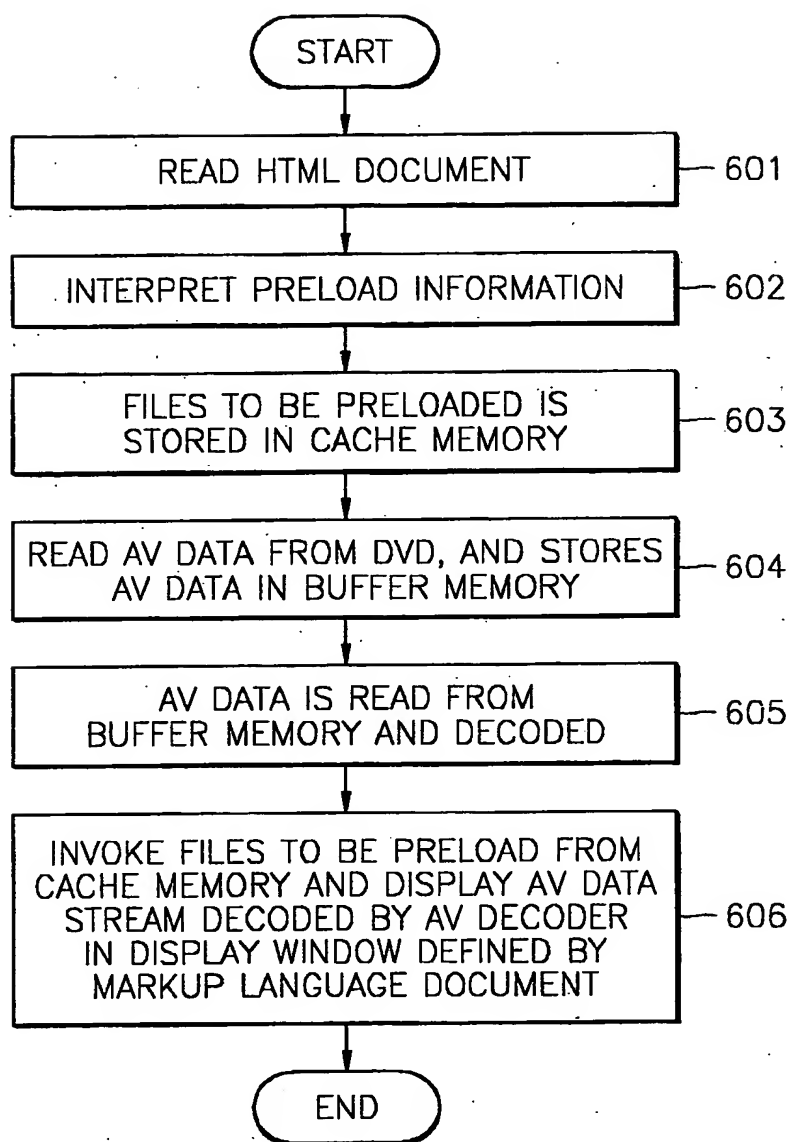 START
READ HTML DOCUMENT
601
INTERPRET PRELOAD INFORMATION
602
FILES TO BE PRELOADED IS
STORED IN CACHE MEMORY
603
READ AV DATA FROM DVD, AND STORES
AV DATA IN BUFFER MEMORY
604
AV DATA IS READ FROM
BUFFER MEMORY AND DECODED
605
INVOKE FILES TO BE PRELOAD FROM
CACHE MEMORY AND DISPLAY AV DATA
STREAM DECODED BY AV DECODER
IN DISPLAY WINDOW DEFINED BY
MARKUP LANGUAGE DOCUMENT
606
END